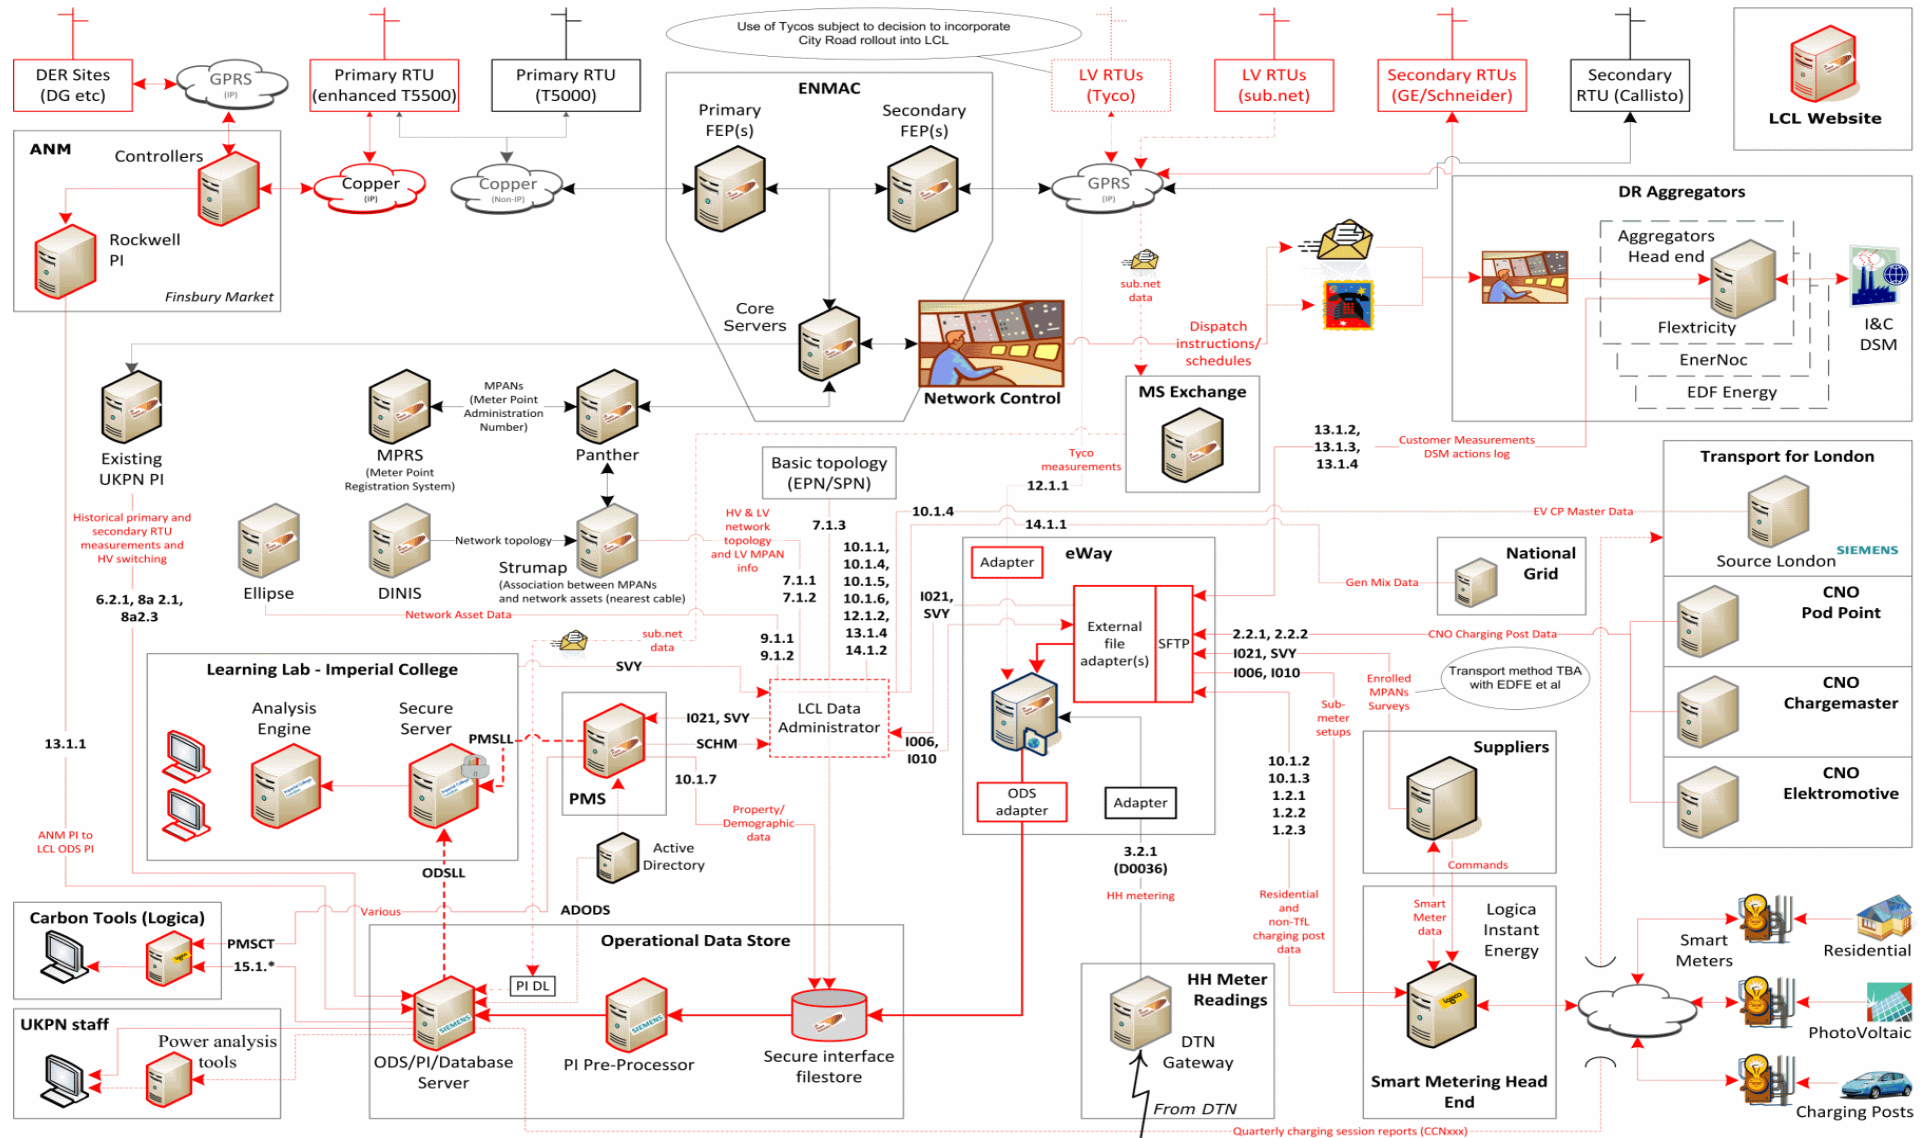 Use of Tycos subject to decision to incorporate
City Road rollout into LCL
DER Sites
(DG etc)
GPRS
(IP)
Primary RTU
(enhanced T5500)
Primary RTU
(T5000)
LV RTUs
(Tyco)
LV RTUs
(sub.net)
Secondary RTUs
(GE/Schneider)
Secondary
RTU (Callisto)
LCL Website
ANM
Controllers
Rockwell
PI
Finsbury Market
Copper
(IP)
Copper
(Non-IP)
ENMAC
Primary
FEP(s)
Secondary
FEP(s)
Core
Servers
Network Control
GPRS
(IP)
sub.net
data
Dispatch
instructions/
schedules
DR Aggregators
Aggregators
Head end
Flextricity
EnerNoc
EDF Energy
I&C
DSM
MS Exchange
Existing
UKPN PI
MPRS
(Meter Point
Registration System)
MPANs
(Meter Point
Administration
Number)
Panther
Basic topology
(EPN/SPN)
Tyco
measurements
12.1.1
13.1.2,
13.1.3,
13.1.4
Customer Measurements
DSM actions log
Historical primary and
secondary RTU
measurements and
HV switching
6.2.1, 8a 2.1,
8a2.3
Ellipse
DINIS
Network topology
Strumap
(Association between MPANs
and network assets (nearest cable)
Network Asset Data
HV & LV
network
topology
and LV MPAN
info
7.1.3
7.1.1
7.1.2
10.1.1,
10.1.4,
10.1.5,
10.1.6,
12.1.2,
13.1.4
14.1.2
9.1.1
9.1.2
10.1.4
14.1.1
EV CP Master Data
Gen Mix Data
National
Grid
Transport for London
Source London
SIEMENS
CNO
Pod Point
CNO
Chargemaster
CNO
Elektromotive
eWay
Adapter
External
file
adapter(s)
SFTP
I021,
SVY
2.2.1, 2.2.2
I021, SVY
I006, I010
CNO Charging Post Data
Transport method TBA
with EDFE et al
Enrolled
MPANs
Surveys
Sub-
meter
setups
ODS
adapter
Adapter
3.2.1
(D0036)
HH metering
10.1.2
10.1.3
1.2.1
1.2.2
1.2.3
Residential
and
non-TfL
charging post
data
Suppliers
Commands
Smart
Meter
data
Logica
Instant
Energy
Smart Metering Head
End
Smart
Meters
Residential
PhotoVoltaic
Charging Posts
sub.net
data
Learning Lab - Imperial College
Analysis
Engine
Secure
Server
SVY
PMSLL
PMS
I021, SVY
SCHM
10.1.7
LCL Data
Administrator
I006,
I010
Property/
Demographic
data
Active
Directory
ADODS
ODSLL
13.1.1
ANM PI to
LCL ODS PI
Various
Carbon Tools (Logica)
PMSCT
15.1.*
UKPN staff
Power analysis
tools
Operational Data Store
PI DL
SIEMENS
ODS/PI/Database
Server
SIEMENS
PI Pre-Processor
Secure interface
filestore
HH Meter
Readings
DTN
Gateway
From DTN
Quarterly charging session reports (CCNxxx)